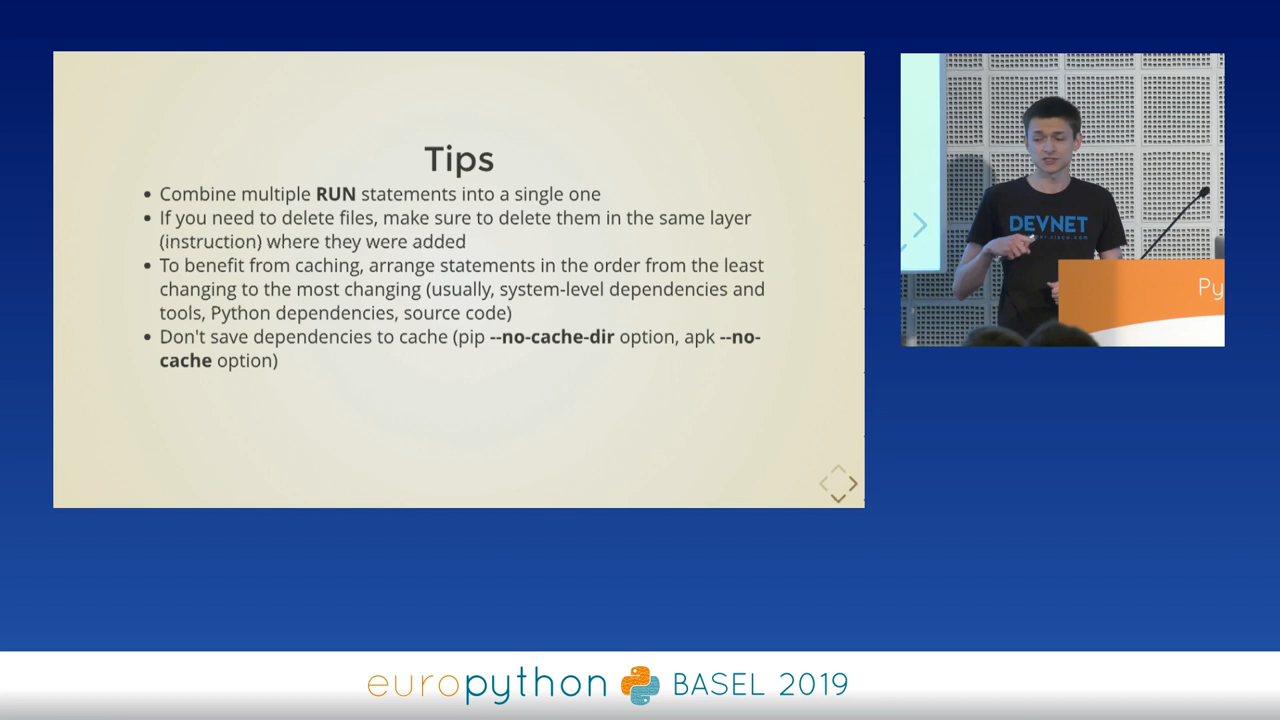 Tips
• Combine multiple RUN statements into a single one
• If you need to delete files, make sure to delete them in the same layer
(instruction) where they were added
• To benefit from caching, arrange statements in the order from the least
changing to the most changing (usually, system-level dependencies and
tools, Python dependencies, source code)
• Don't save dependencies to cache (pip --no-cache-dir option, apk --no-
cache option)
DEVNET
Py
europython BASEL 2019